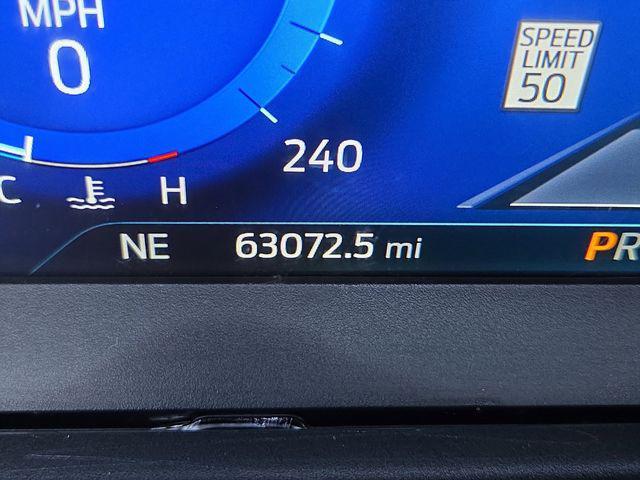 MPH
0
SPEED
LIMIT
50
240
C H
NE 63072.5 mi PR